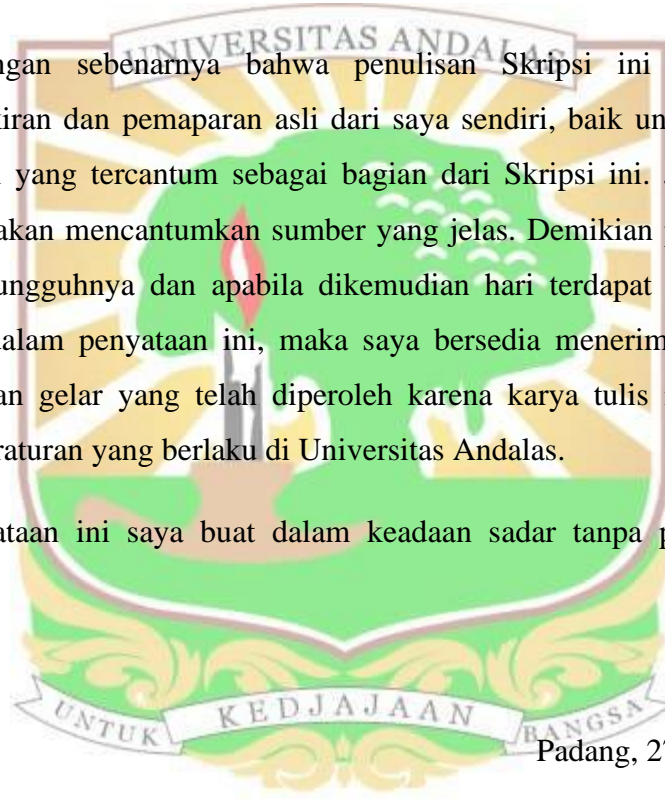 UNIVERSITAS ANDALAS
ngan sebenarnya bahwa penulisan Skripsi ini
kiran dan pemaparan asli dari saya sendiri, baik un
yang tercantum sebagai bagian dari Skripsi ini.
akan mencantumkan sumber yang jelas. Demikian p
ungguhnya dan apabila dikemudian hari terdapat
dalam penyataan ini, maka saya bersedia menerim
an gelar yang telah diperoleh karena karya tulis
raturan yang berlaku di Universitas Andalas.
ataan ini saya buat dalam keadaan sadar tanpa p
UNTUK KEDJAJAAN BANGSA
Padang, 27